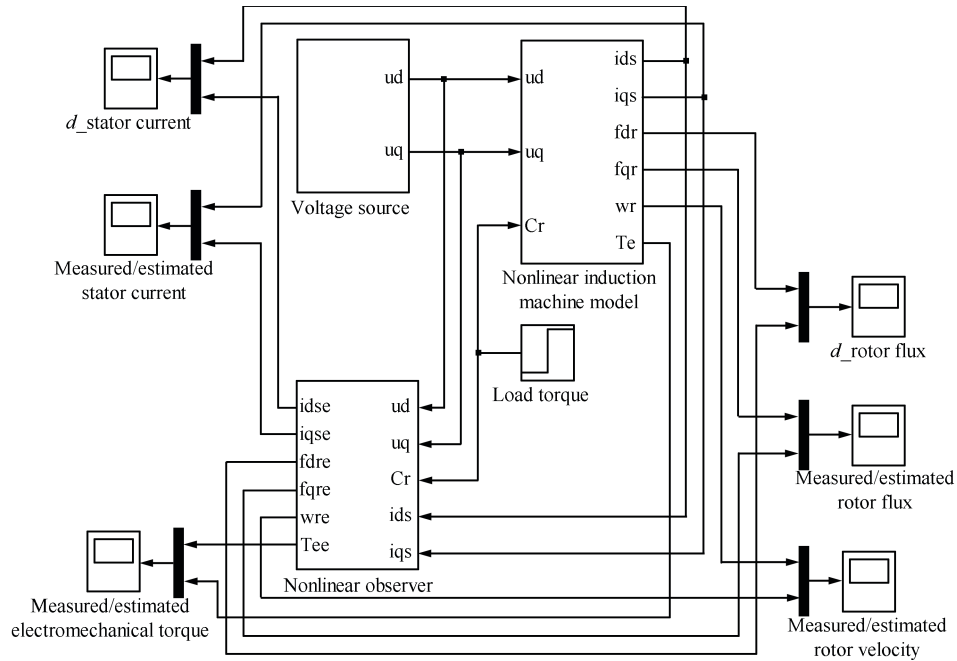 d_stator current
Measured/estimated
stator current
ud
uq
Voltage source
ud
uq
Cr
ids
iqs
fdr
fqr
wr
Te
Nonlinear induction
machine model
Load torque
d_rotor flux
Measured/estimated
rotor flux
Measured/estimated
rotor velocity
idse
iqse
fdre
fqre
wre
Tee
ud
uq
Cr
ids
iqs
Nonlinear observer
Measured/estimated
electromechanical torque